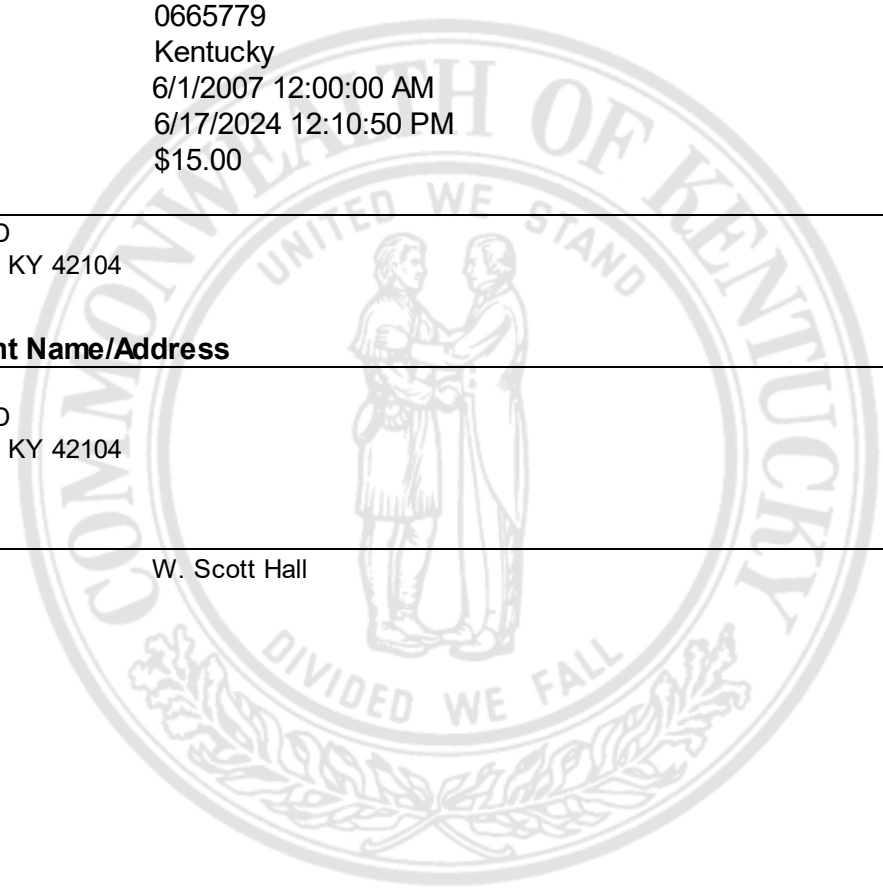 0665779
Kentucky
6/1/2007 12:00:00 AM
6/17/2024 12:10:50 PM
$15.00
D
KY 42104
nt Name/Address
D
KY 42104
W. Scott Hall
COMMONWEALTH OF KENTUCKY
UNITED WE STAND
DIVIDED WE FALL